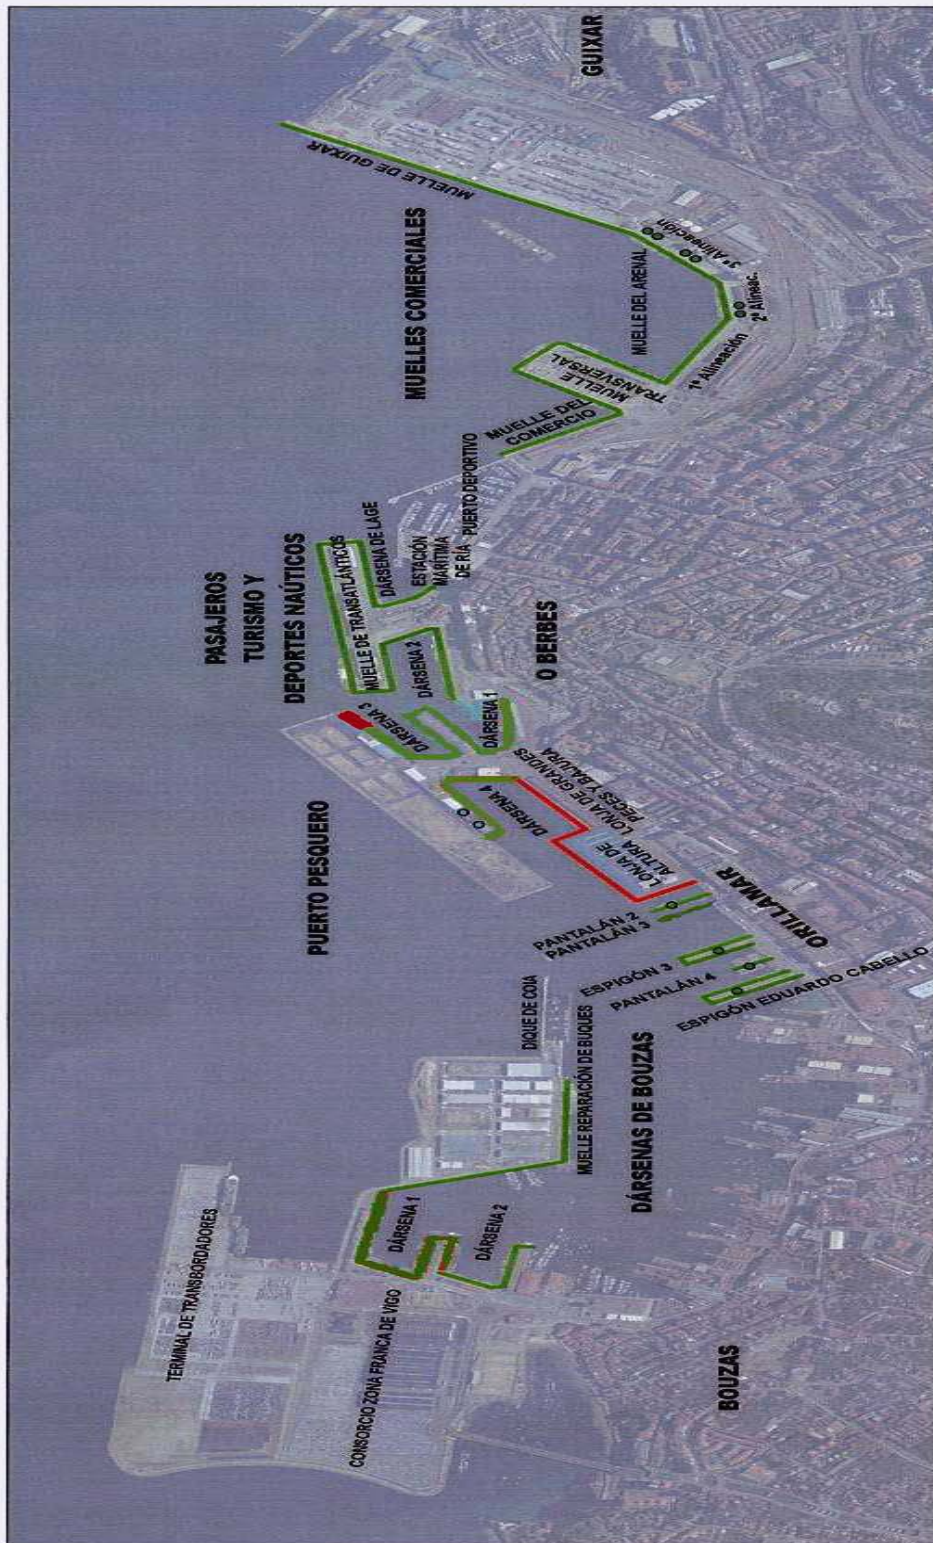 GUIXAR
MUELLE DE GUIXAR
MUELLES COMERCIALES
3ª Alineación
MUELLE DEL ARENAL
2ª Alineac.
1ª Alineación
MUELLE
TRANSVERSAL
MUELLE DEL
COMERCIO
PUERTO DEPORTIVO
ESTACIÓN
MARÍTIMA
DE RÍA
DÁRSENA DE LAGE
PASAJEROS
TURISMO Y
DEPORTES NAÚTICOS
MUELLE DE TRANSATLÁNTICOS
DÁRSENA 2
O BERBES
DÁRSENA 1
DÁRSENA 3
PUERTO PESQUERO
DÁRSENA 4
LONJA DE GRANDES
PECES Y BAJURA
LONJA DE
ALTURA
ORILLAMAR
PANTALÁN 2
PANTALÁN 3
ESPIGÓN 3
PANTALÁN 4
ESPIGÓN EDUARDO CABELLO
DIQUE DE COIA
MUELLE REPARACIÓN DE BUQUES
DÁRSENAS DE BOUZAS
DÁRSENA 1
DÁRSENA 2
TERMINAL DE TRANSBORDADORES
CONSORCIO ZONA FRANCA DE VIGO
BOUZAS